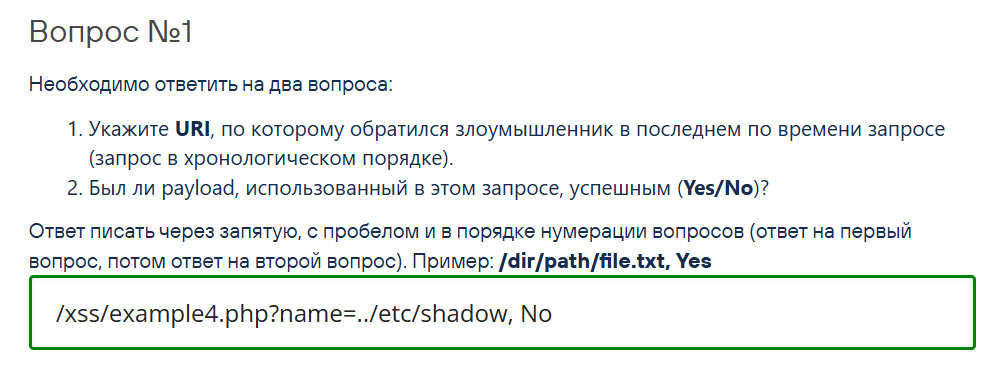 Вопрос №1
Необходимо ответить на два вопроса:
1. Укажите URI, по которому обратился злоумышленник в последнем по времени запросе
(запрос в хронологическом порядке).
2. Был ли payload, использованный в этом запросе, успешным (Yes/No)?
Ответ писать через запятую, с пробелом и в порядке нумерации вопросов (ответ на первый
вопрос, потом ответ на второй вопрос). Пример: /dir/path/file.txt, Yes
/xss/example4.php?name=../etc/shadow, No